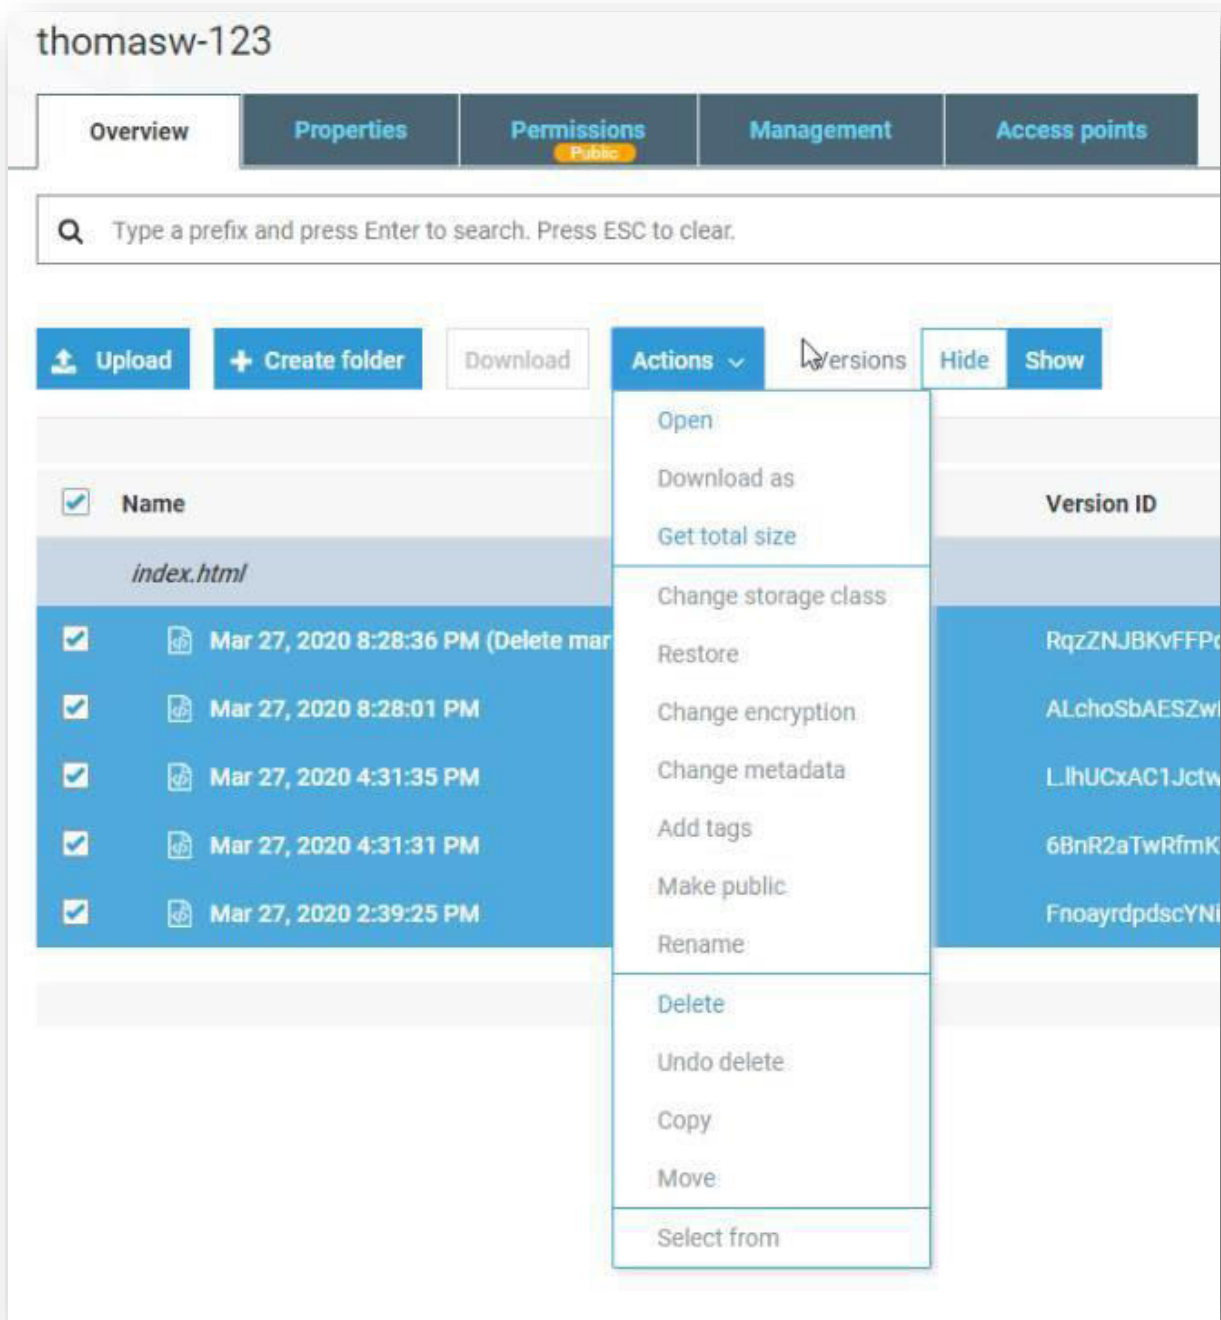 thomasw-123
Overview Properties Permissions Management Access points
Public
Type a prefix and press Enter to search. Press ESC to clear.
Upload Create folder Download Actions Versions Hide Show
Open
Download as
Get total size
Name Version ID
index.html
Change storage class
Mar 27, 2020 8:28:36 PM (Delete mar RqzZNJBKvFFPc
Restore
Mar 27, 2020 8:28:01 PM ALchoSbAESZw
Change encryption
Mar 27, 2020 4:31:35 PM L.lhUCxAC1Jctw
Change metadata
Add tags
Mar 27, 2020 4:31:31 PM 6BnR2aTwRfmK
Make public
Mar 27, 2020 2:39:25 PM FnoayrdpdscYNi
Rename
Delete
Undo delete
Copy
Move
Select from